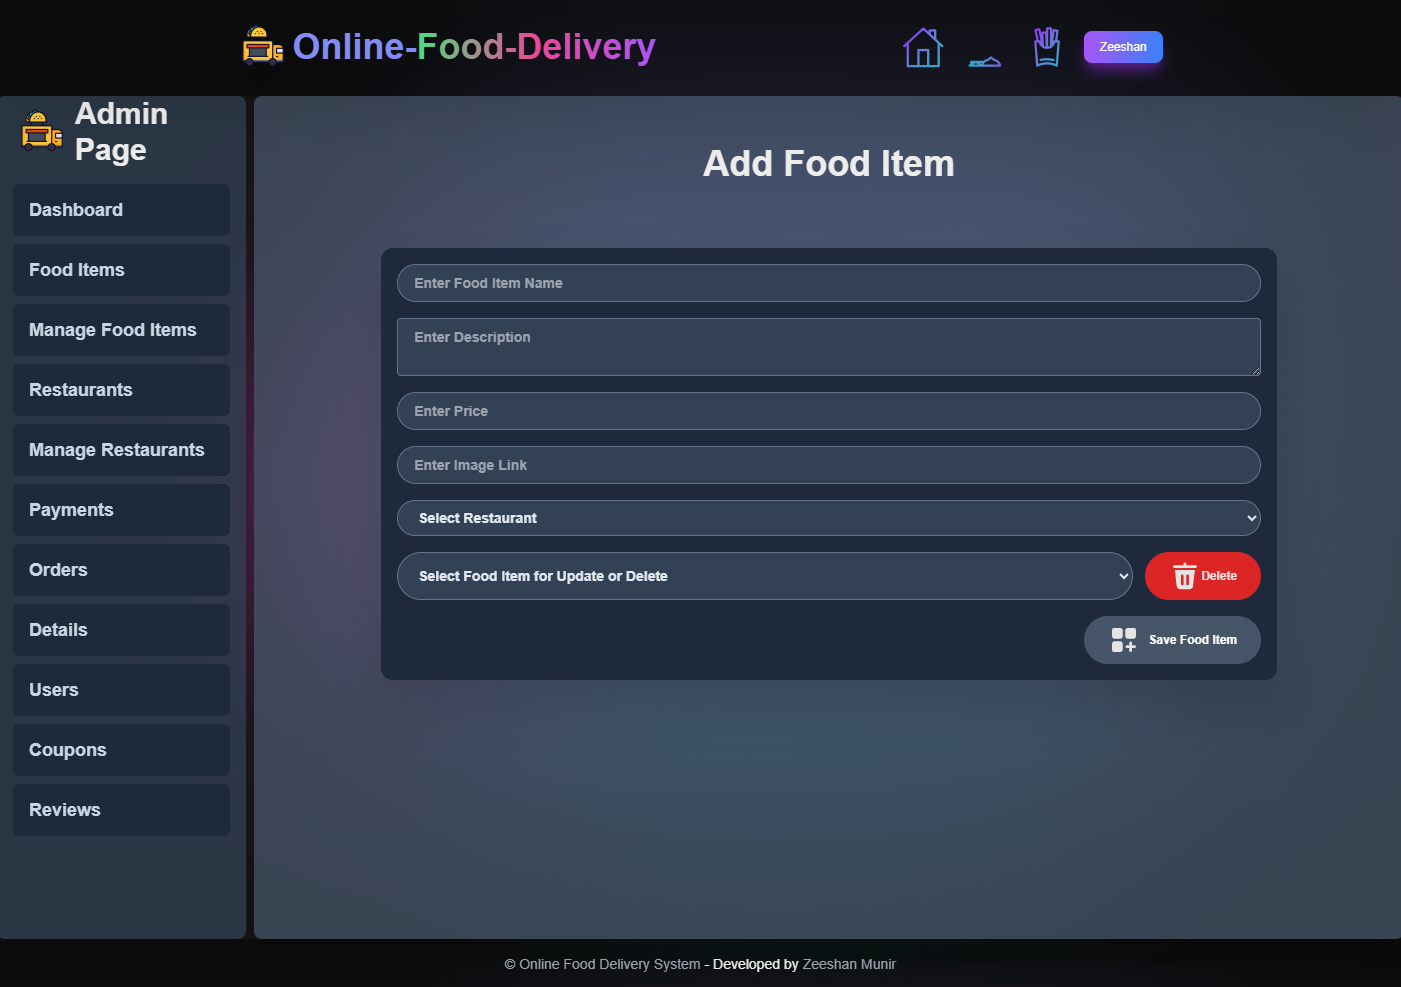 Online-Food-Delivery
Zeeshan
Admin
Page
Dashboard
Food Items
Manage Food Items
Restaurants
Manage Restaurants
Payments
Orders
Details
Users
Coupons
Reviews
Add Food Item
Enter Food Item Name
Enter Description
Enter Price
Enter Image Link
Select Restaurant
Select Food Item for Update or Delete
Delete
Save Food Item
© Online Food Delivery System - Developed by Zeeshan Munir